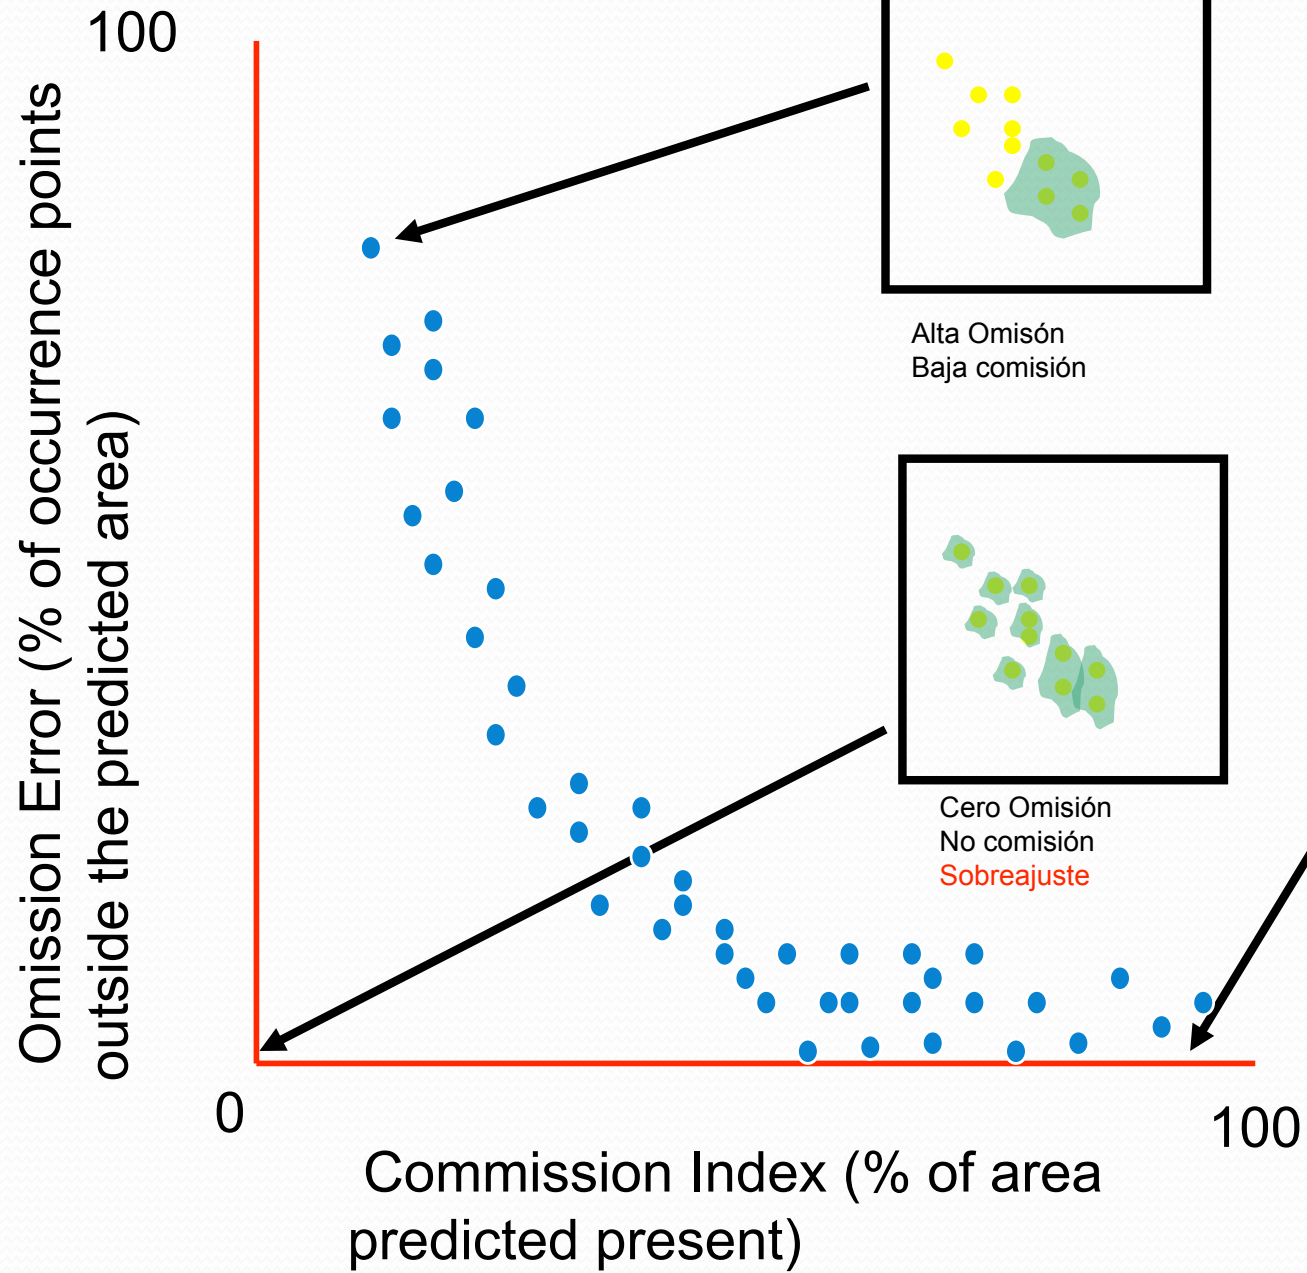 100
Omission Error (% of occurrence points
outside the predicted area)
Alta Omisón
Baja comisión
Cero Omisión
No comisión
Sobreajuste
0
100
Commission Index (% of area
predicted present)